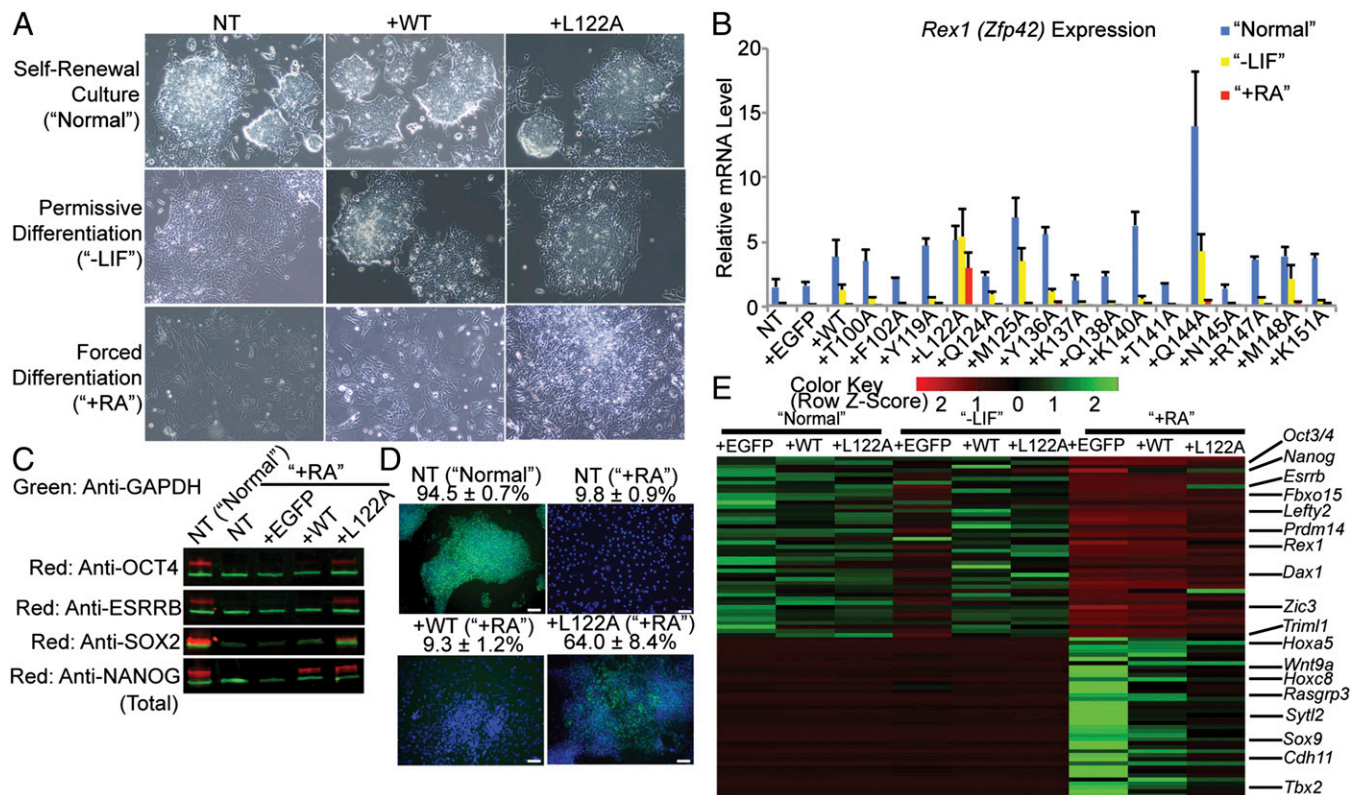 A
NT
+WT
+L122A
Self-Renewal
Culture
("Normal")
Permissive
Differentiation
("-LIF")
Forced
Differentiation
("+RA")
B
Rex1 (Zfp42) Expression
"Normal"
"-LIF"
"+RA"
Relative mRNA Level
20
15
10
5
0
NT
+EGFP
+WT
+T100A
+F102A
+Y119A
+L122A
+Q124A
+M125A
+Y136A
+K137A
+Q138A
+K140A
+T141A
+Q144A
+N145A
+R147A
+M148A
+K151A
C
Green: Anti-GAPDH
"+RA"
NT ("Normal")
NT
+EGFP
+WT
+L122A
Red: Anti-OCT4
Red: Anti-ESRRB
Red: Anti-SOX2
Red: Anti-NANOG
(Total)
D
NT ("Normal")
94.5 ± 0.7%
NT ("+RA")
9.8 ± 0.9%
+WT ("+RA")
9.3 ± 1.2%
+L122A ("+RA")
64.0 ± 8.4%
E
Color Key
(Row Z-Score)
2 1 0 1 2
"Normal"
"-LIF"
"+RA"
+EGFP +WT +L122A +EGFP +WT +L122A +EGFP +WT +L122A
Oct3/4
Nanog
Esrrb
Fbxo15
Lefty2
Prdm14
Rex1
Dax1
Zic3
Triml1
Hoxa5
Wnt9a
Hoxc8
Rasgrp3
Sytl2
Sox9
Cdh11
Tbx2